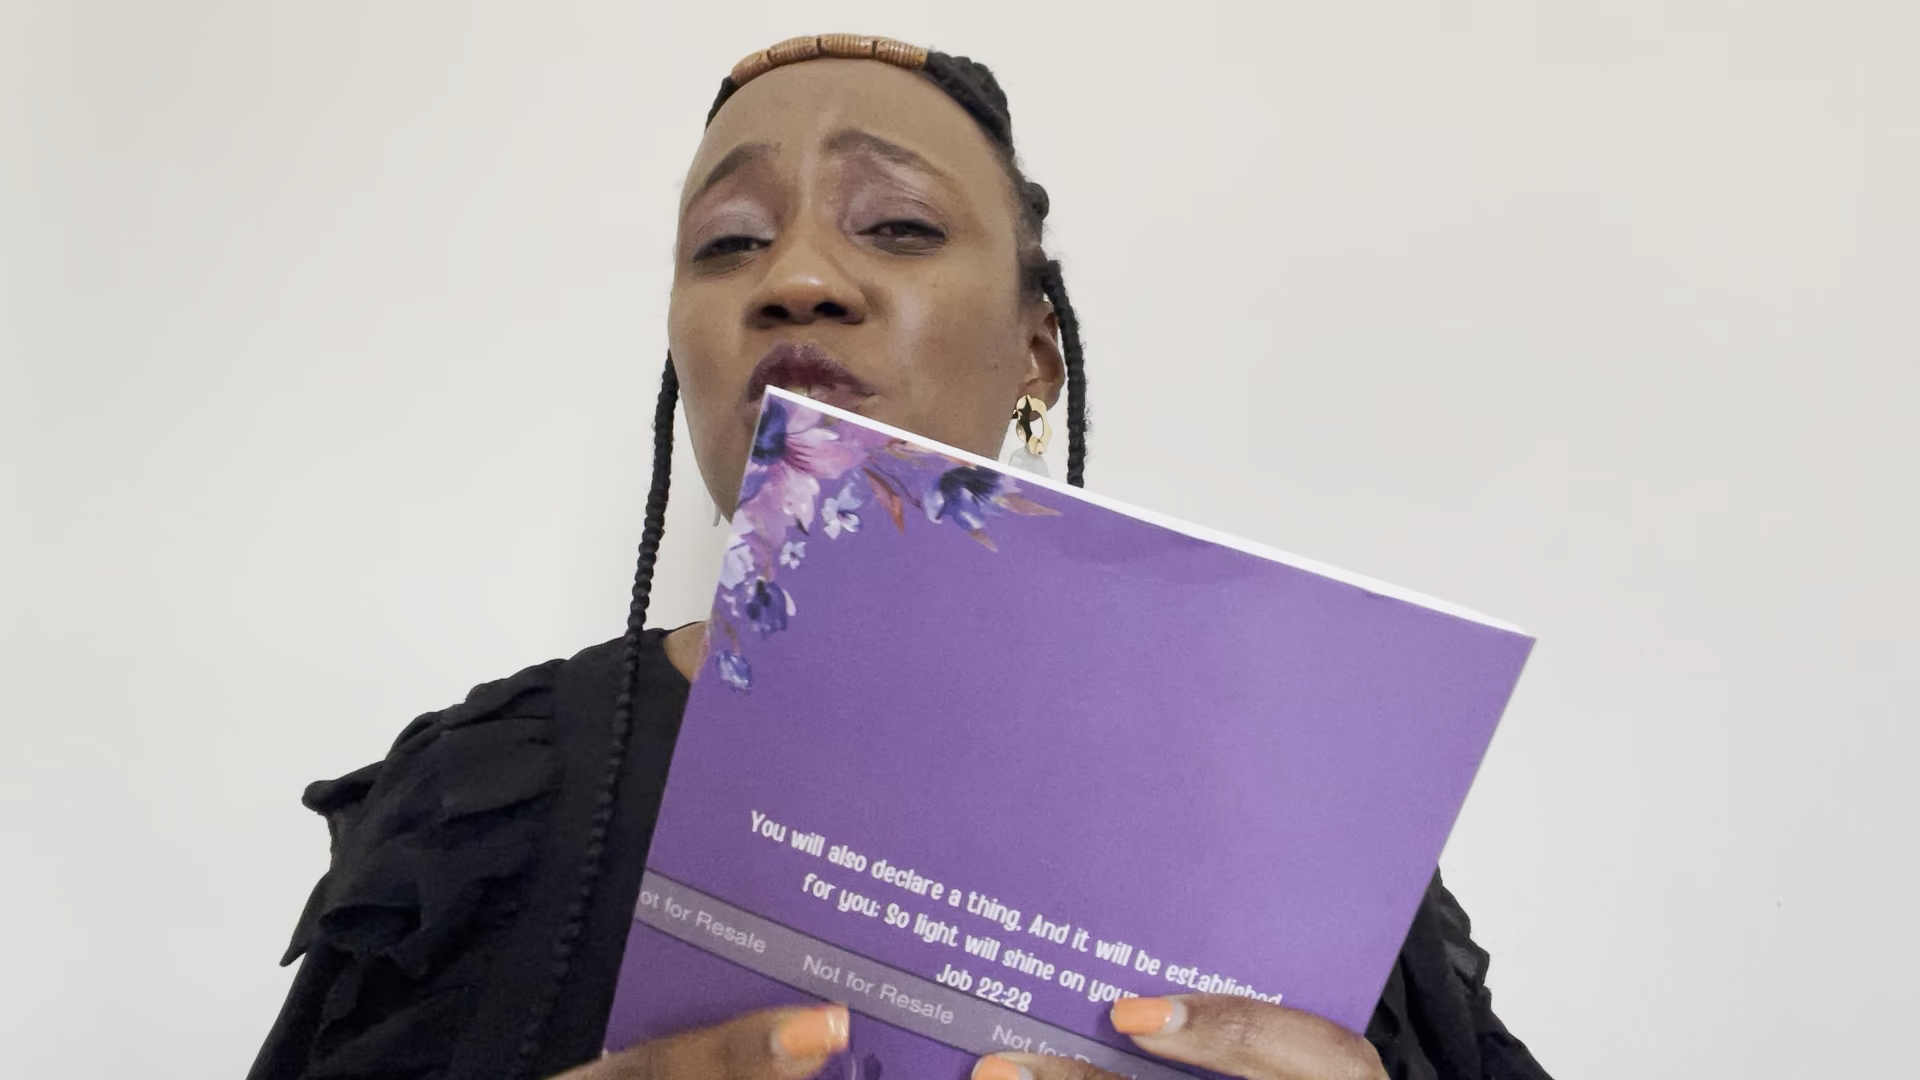 You will also declare a thing, And it will be established
for you: So light will shine on your
Job 22:28
ot for Resale Not for Resale Not for